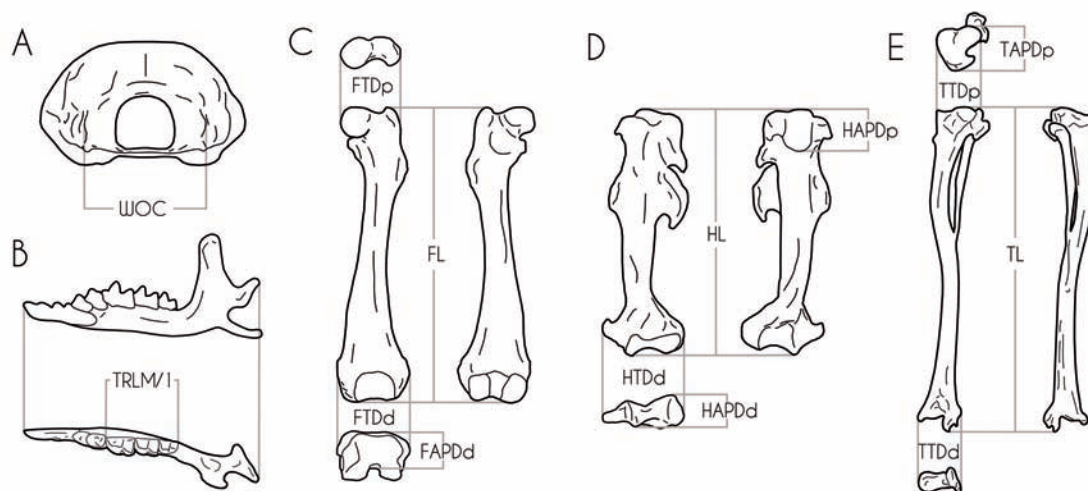 A
WOC
B
TRLM/1
C
FTDp
FL
FTDd
FAPDd
D
HAPDp
HL
HTDd
HAPDd
E
TAPDp
TTDp
TL
TTDd